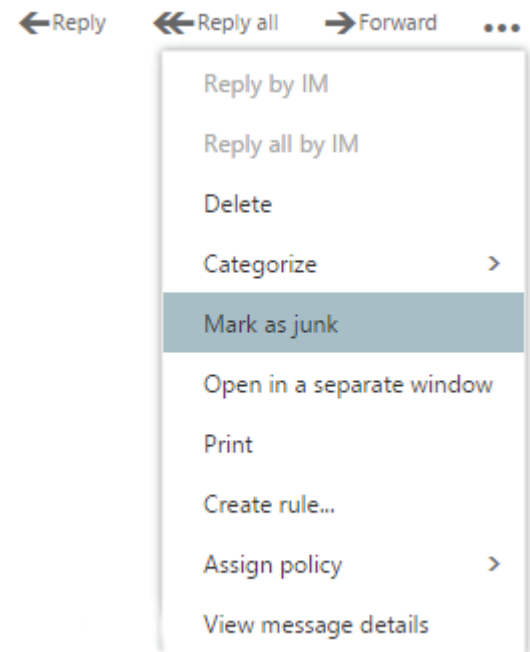 Reply Reply all Forward
Reply by IM
Reply all by IM
Delete
Categorize
Mark as junk
Open in a separate window
Print
Create rule...
Assign policy
View message details